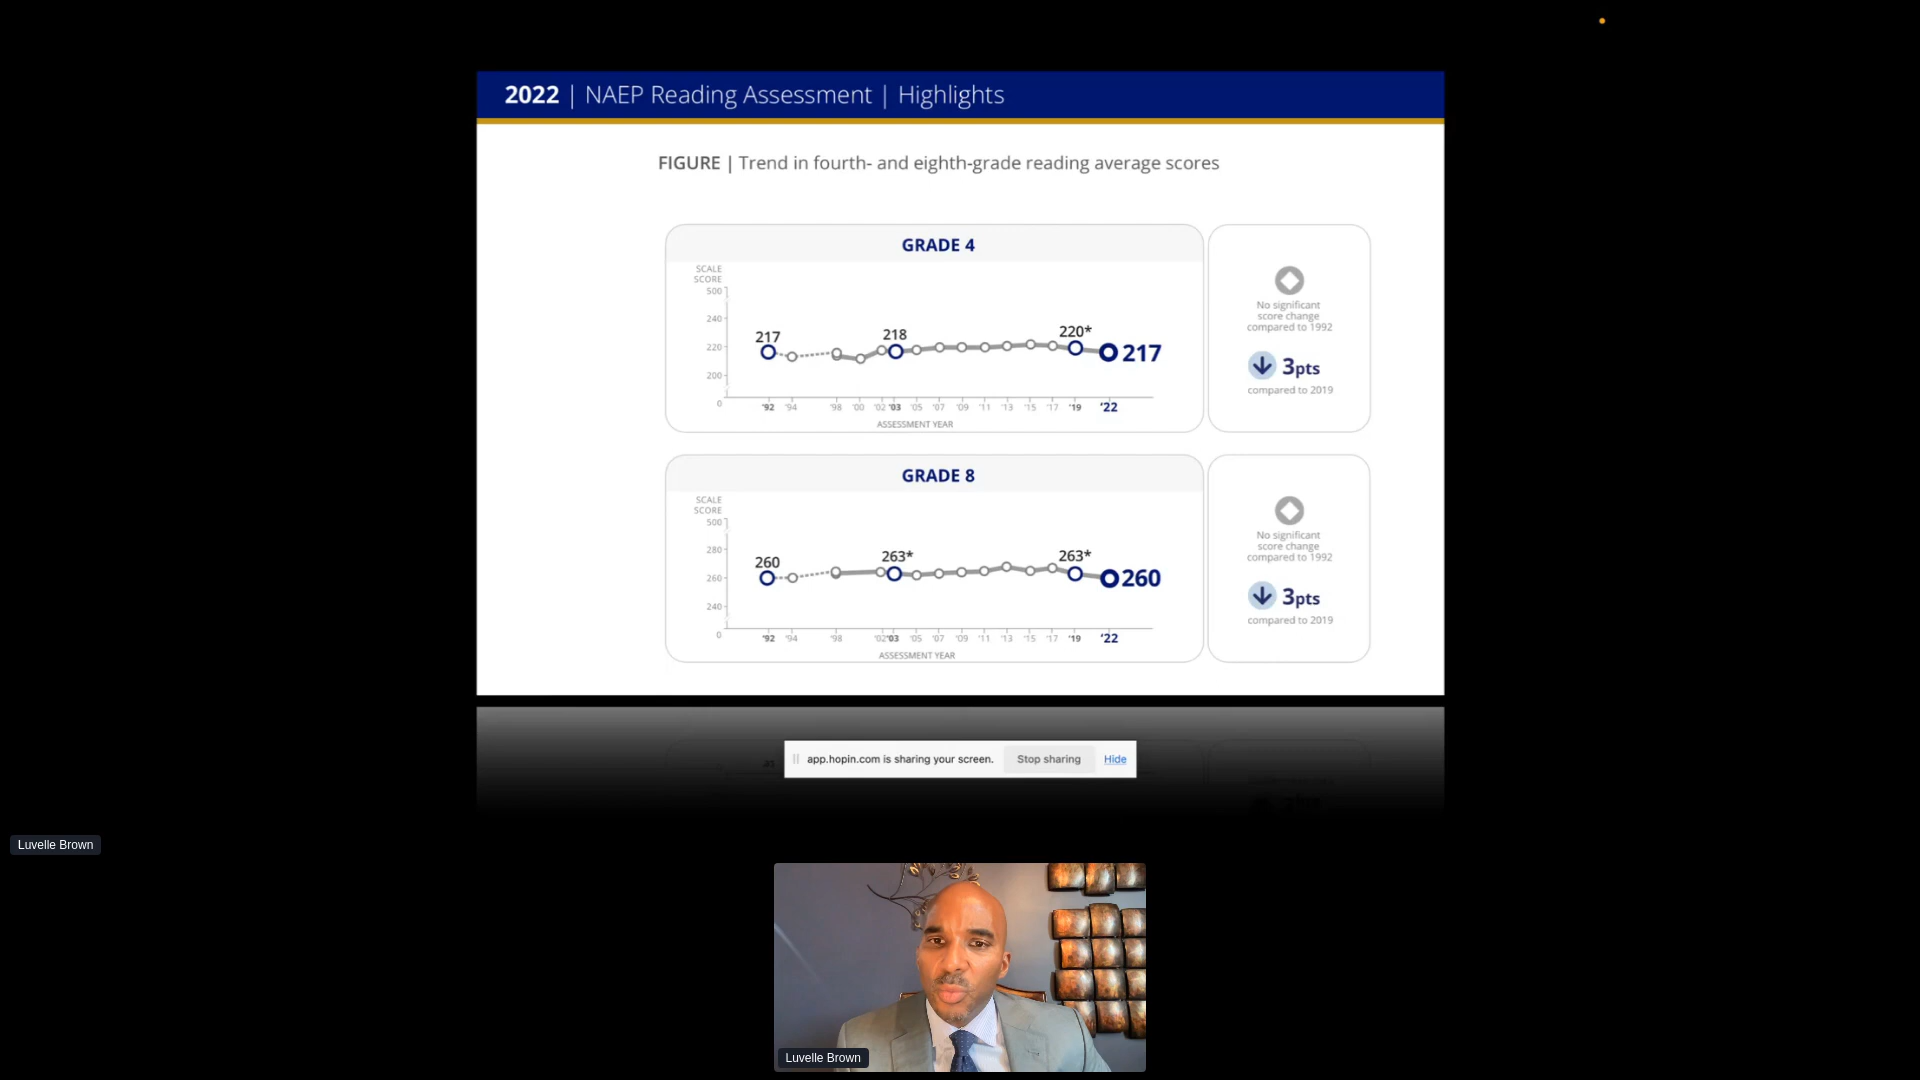 2022 | NAEP Reading Assessment | Highlights
FIGURE | Trend in fourth- and eighth-grade reading average scores
GRADE 4
SCALE
SCORE
500
240
220
200
0
217
218
220*
217
'92 '94 '98 '00 '02 '03 '05 '07 '09 '11 '13 '15 '17 '19 '22
ASSESSMENT YEAR
No significant
score change
compared to 1992
3pts
compared to 2019
GRADE 8
SCALE
SCORE
500
280
260
240
0
260
263*
263*
260
'92 '94 '98 '02 '03 '05 '07 '09 '11 '13 '15 '17 '19 '22
ASSESSMENT YEAR
No significant
score change
compared to 1992
3pts
compared to 2019
app.hopin.com is sharing your screen. Stop sharing Hide
Luvelle Brown
Luvelle Brown